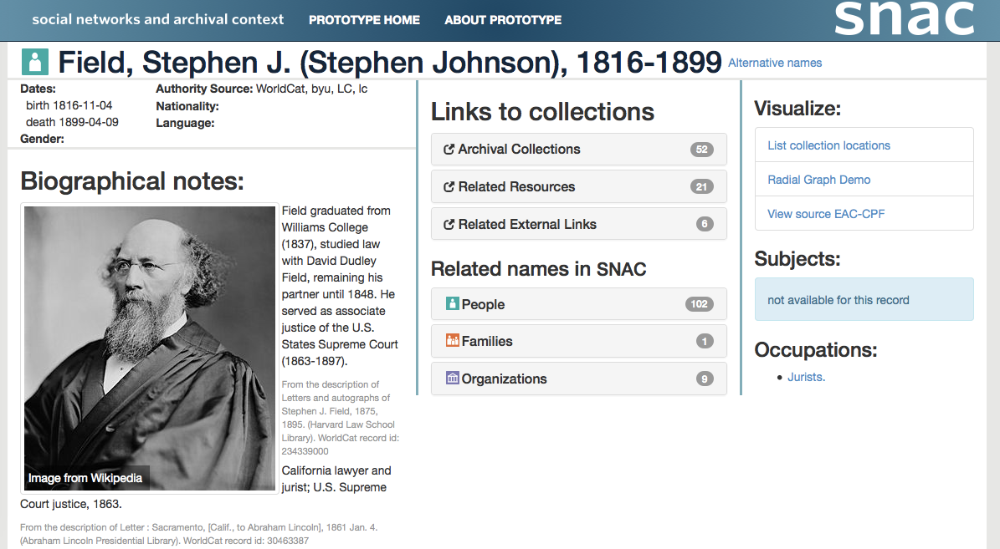 social networks and archival context PROTOTYPE HOME ABOUT PROTOTYPE snac
Field, Stephen J. (Stephen Johnson), 1816-1899 Alternative names
Dates:
birth 1816-11-04
death 1899-04-09
Gender:
Authority Source: WorldCat, byu, LC, lc
Nationality:
Language:
Biographical notes:
Field graduated from
Williams College
(1837), studied law
with David Dudley
Field, remaining his
partner until 1848. He
served as associate
justice of the U.S.
States Supreme Court
(1863-1897).
From the description of
Letters and autographs of
Stephen J. Field, 1875,
1895. (Harvard Law School
Library). WorldCat record id:
234339000
Image from Wikipedia
California lawyer and
jurist; U.S. Supreme
Court justice, 1863.
From the description of Letter : Sacramento, [Calif., to Abraham Lincoln], 1861 Jan. 4.
(Abraham Lincoln Presidential Library). WorldCat record id: 30463387
Links to collections
Archival Collections 52
Related Resources 21
Related External Links 6
Related names in SNAC
People 102
Families 1
Organizations 9
Visualize:
List collection locations
Radial Graph Demo
View source EAC-CPF
Subjects:
not available for this record
Occupations:
• Jurists.